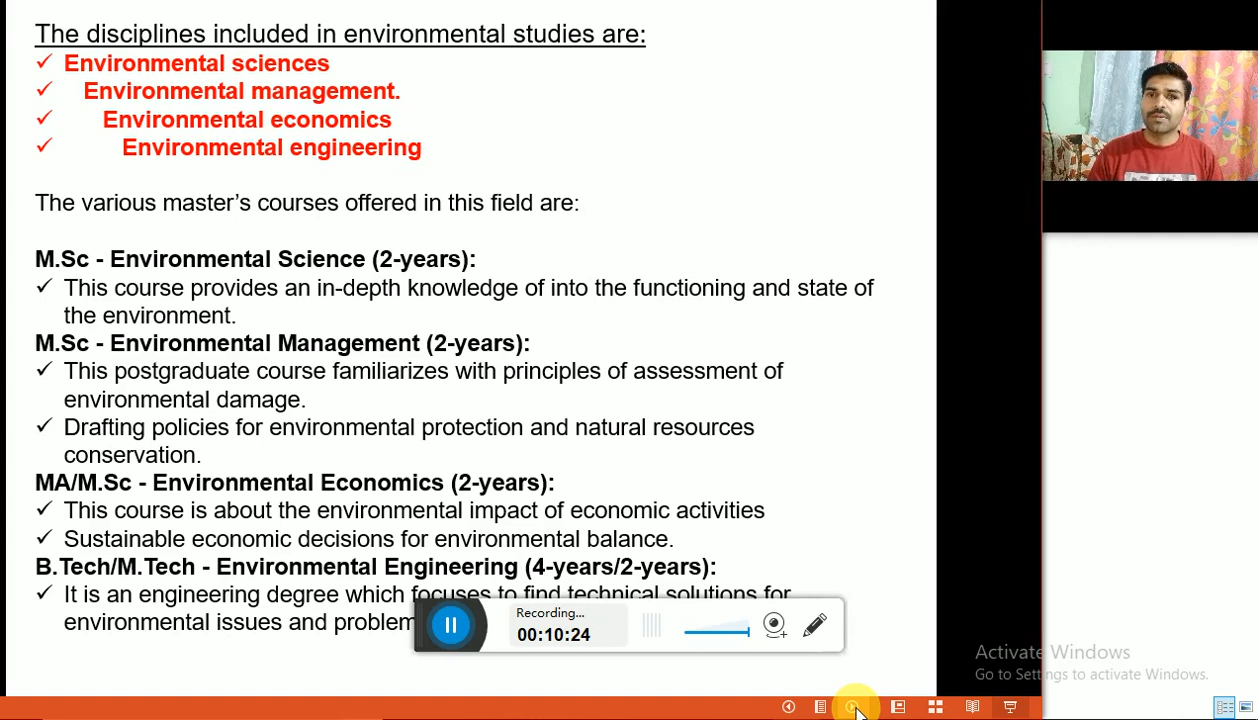 The disciplines included in environmental studies are:
✓ Environmental sciences
✓ Environmental management.
✓ Environmental economics
✓ Environmental engineering
The various master's courses offered in this field are:
M.Sc - Environmental Science (2-years):
✓ This course provides an in-depth knowledge of into the functioning and state of
the environment.
M.Sc - Environmental Management (2-years):
✓ This postgraduate course familiarizes with principles of assessment of
environmental damage.
✓ Drafting policies for environmental protection and natural resources
conservation.
MA/M.Sc - Environmental Economics (2-years):
✓ This course is about the environmental impact of economic activities
✓ Sustainable economic decisions for environmental balance.
B.Tech/M.Tech - Environmental Engineering (4-years/2-years):
✓ It is an engineering degree which focuses to find technical solutions for
environmental issues and problem
Recording...
00:10:24
Activate Windows
Go to Settings to activate Windows.